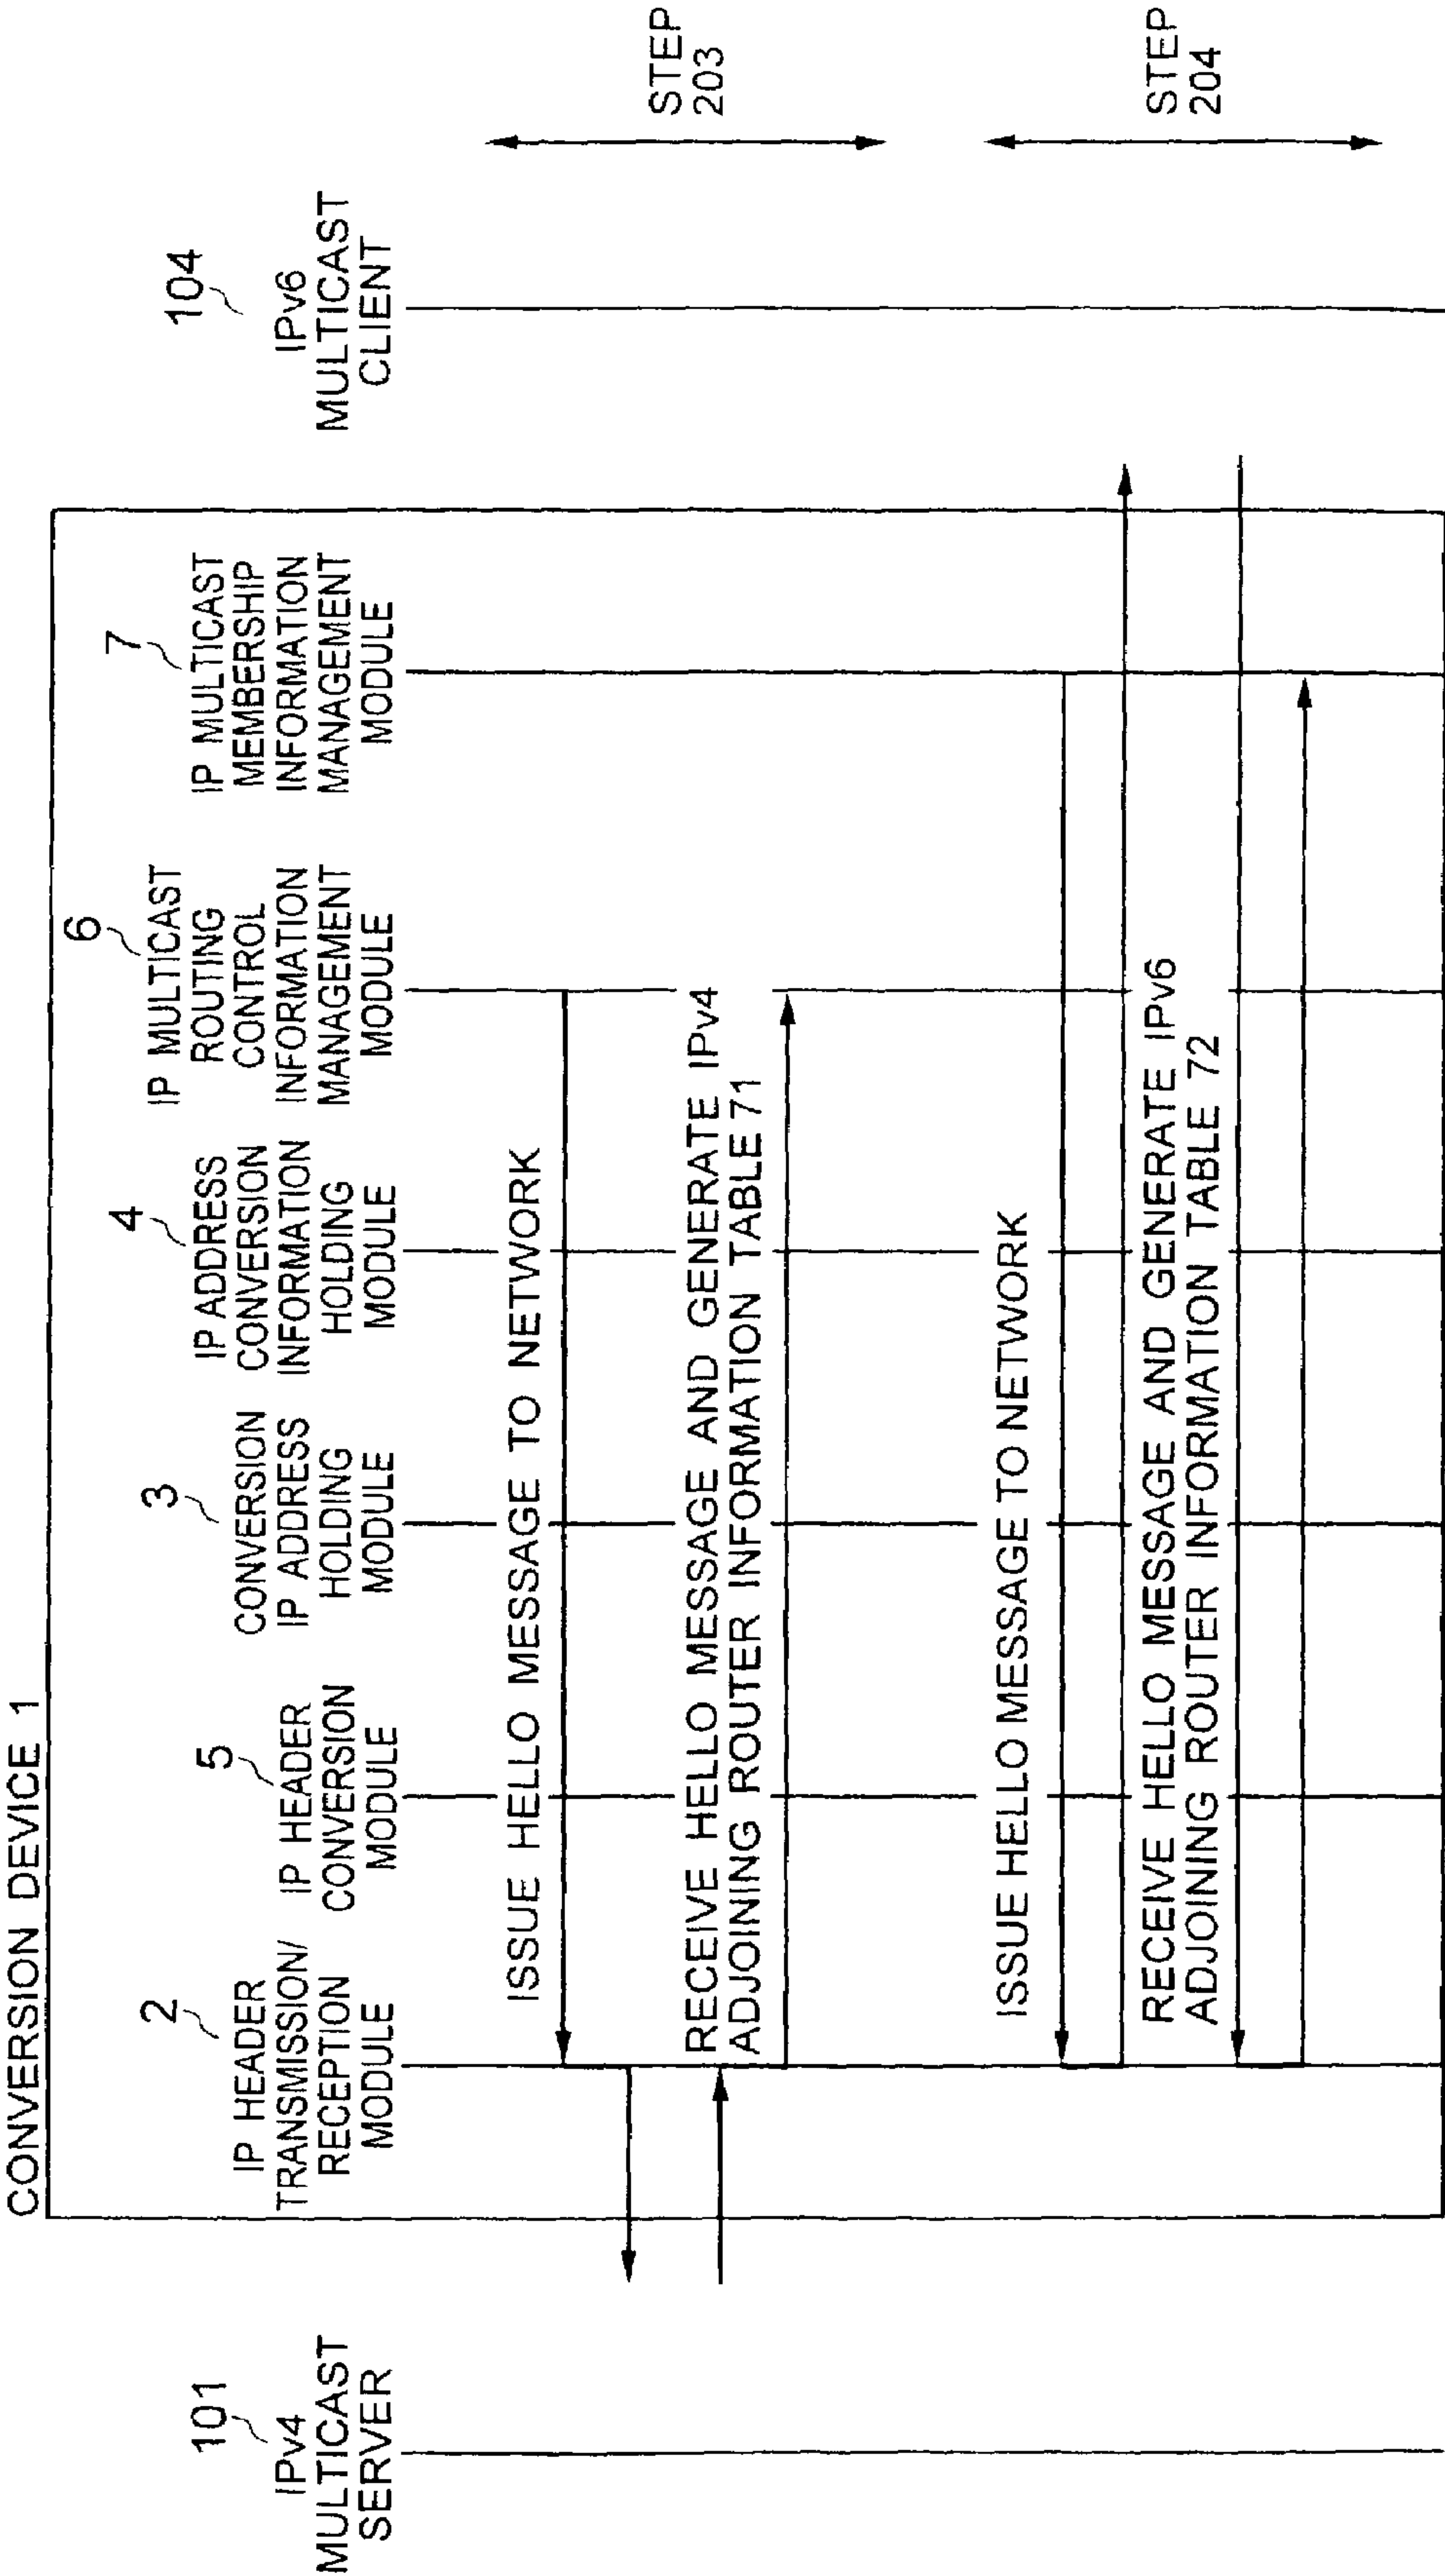 CONVERSION DEVICE 1
101
IPv4
MULTICAST
SERVER
2
IP HEADER
TRANSMISSION/
RECEPTION
MODULE
5
IP HEADER
CONVERSION
MODULE
3
CONVERSION
IP ADDRESS
HOLDING
MODULE
4
IP ADDRESS
CONVERSION
INFORMATION
HOLDING
MODULE
6
IP MULTICAST
ROUTING
CONTROL
INFORMATION
MANAGEMENT
MODULE
7
IP MULTICAST
MEMBERSHIP
INFORMATION
MANAGEMENT
MODULE
104
IPv6
MULTICAST
CLIENT
ISSUE HELLO MESSAGE TO NETWORK
RECEIVE HELLO MESSAGE AND GENERATE IPv4
ADJOINING ROUTER INFORMATION TABLE 71
STEP
203
ISSUE HELLO MESSAGE TO NETWORK
RECEIVE HELLO MESSAGE AND GENERATE IPv6
ADJOINING ROUTER INFORMATION TABLE 72
STEP
204